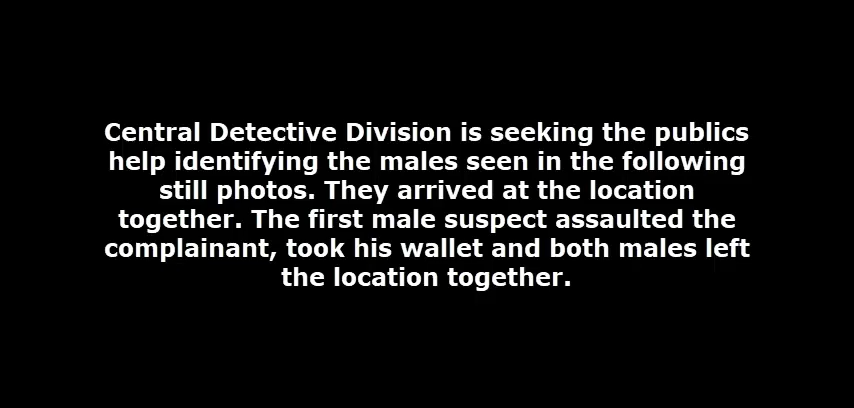 Central Detective Division is seeking the publics
help identifying the males seen in the following
still photos. They arrived at the location
together. The first male suspect assaulted the
complainant, took his wallet and both males left
the location together.